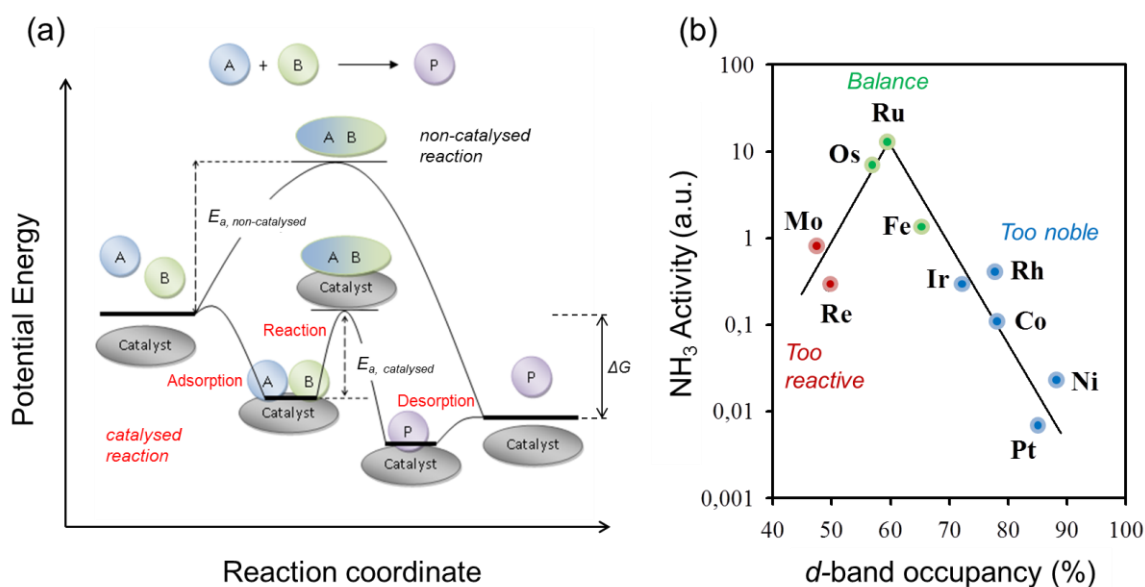 (a)
A + B P
A B
non-catalysed
reaction
E a, non-catalysed
A
B
A B
Catalyst
Catalyst
Reaction
E a, catalysed
ΔG
P
Adsorption
A B
Catalyst
Desorption
P
Catalyst
Catalyst
catalysed
reaction
Potential Energy
Reaction coordinate
(b)
100
10
1
0,1
0,01
0,001
NH3 Activity (a.u.)
Balance
Ru
Os
Mo
Fe
Too noble
Ir
Rh
Re
Co
Too
reactive
Ni
Pt
40 50 60 70 80 90 100
d-band occupancy (%)